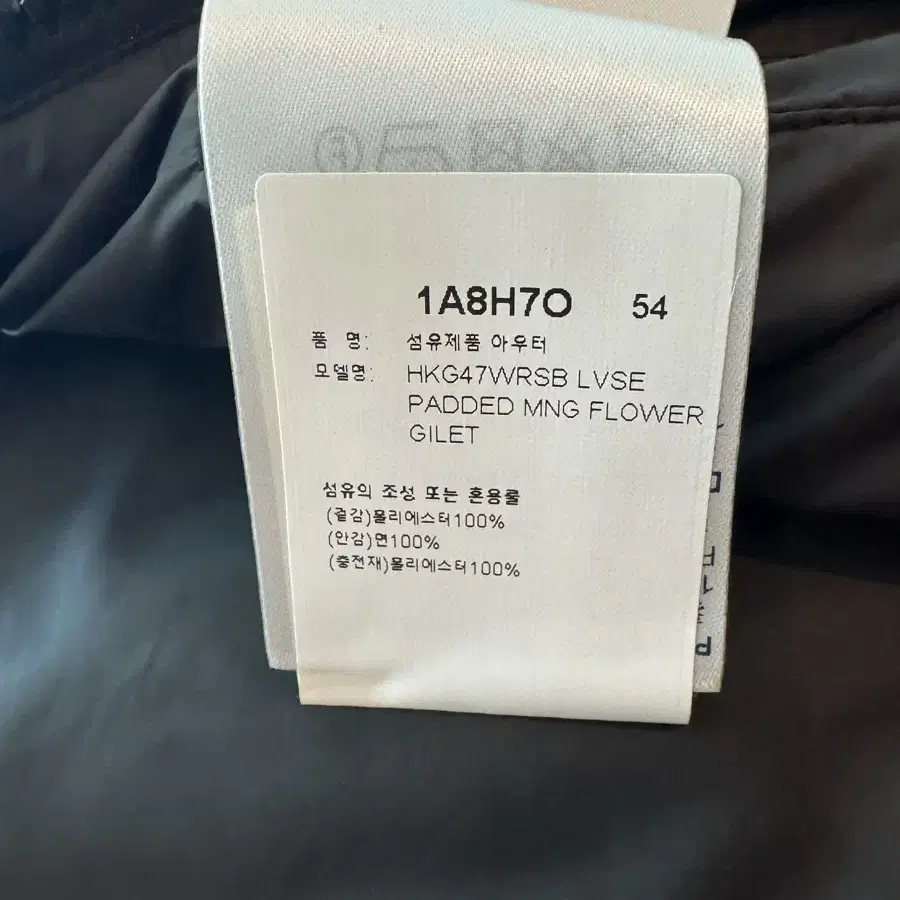 1A8H7O 54
품 명: 섬유제품 아우터
모델명: HKG47WRSB LVSE
PADDED MNG FLOWER
GILET
섬유의 조성 또는 혼용률
(겉감)폴리에스터100%
(안감)면100%
(충전재)폴리에스터100%